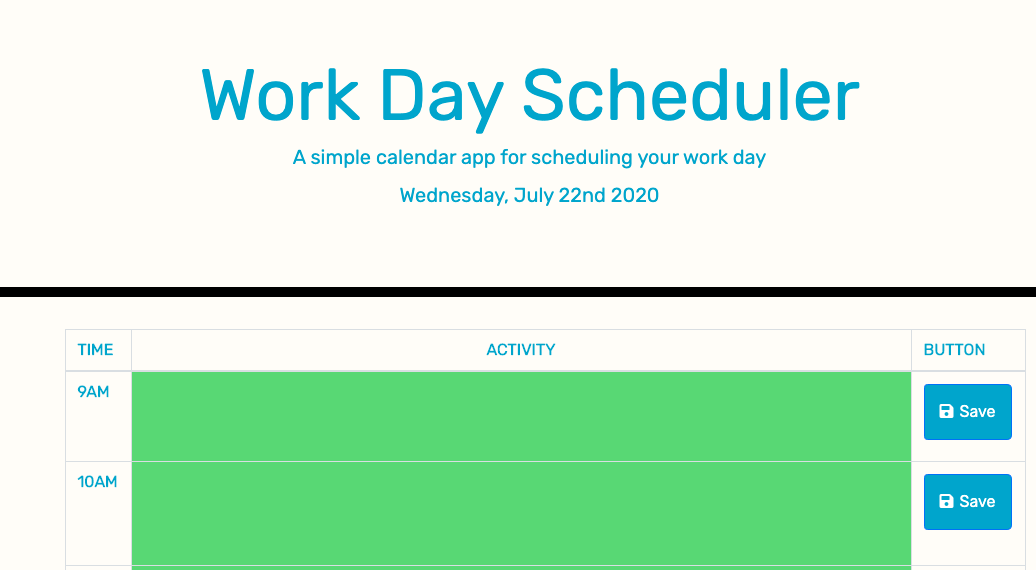 Work Day Scheduler
A simple calendar app for scheduling your work day
Wednesday, July 22nd 2020
TIME ACTIVITY BUTTON
9AM Save
10AM Save